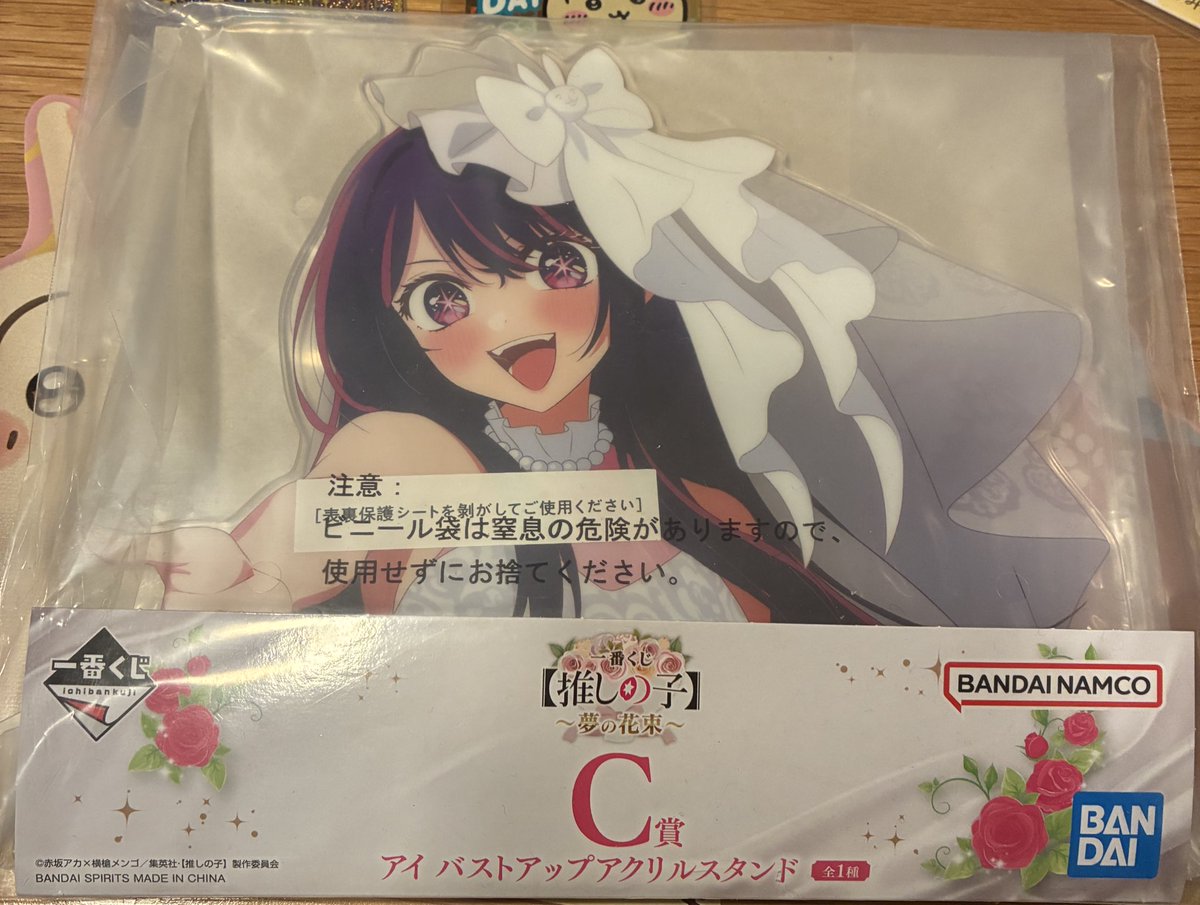 DAI
注意：
[表裏保護シートを剝がしてご使用ください]
ビニール袋は窒息の危険がありますので、
使用せずにお捨てください。
一番くじ
ichibankuji
一番くじ
【推しの子】
～夢の花束～
BANDAI NAMCO
C賞
アイ バストアップアクリルスタンド 全1種
©赤坂アカ×横槍メンゴ／集英社・【推しの子】製作委員会
BANDAI SPIRITS MADE IN CHINA
BAN
DAI